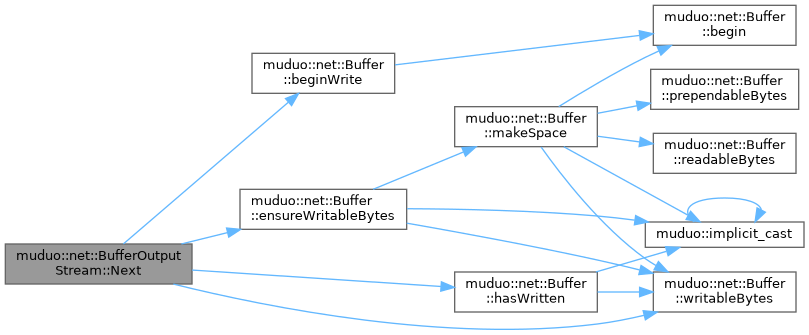 muduo::net::BufferOutput
Stream::Next
muduo::net::Buffer
::beginWrite
muduo::net::Buffer
::ensureWritableBytes
muduo::net::Buffer
::makeSpace
muduo::net::Buffer
::hasWritten
muduo::net::Buffer
::begin
muduo::net::Buffer
::prependableBytes
muduo::net::Buffer
::readableBytes
muduo::implicit_cast
muduo::net::Buffer
::writableBytes